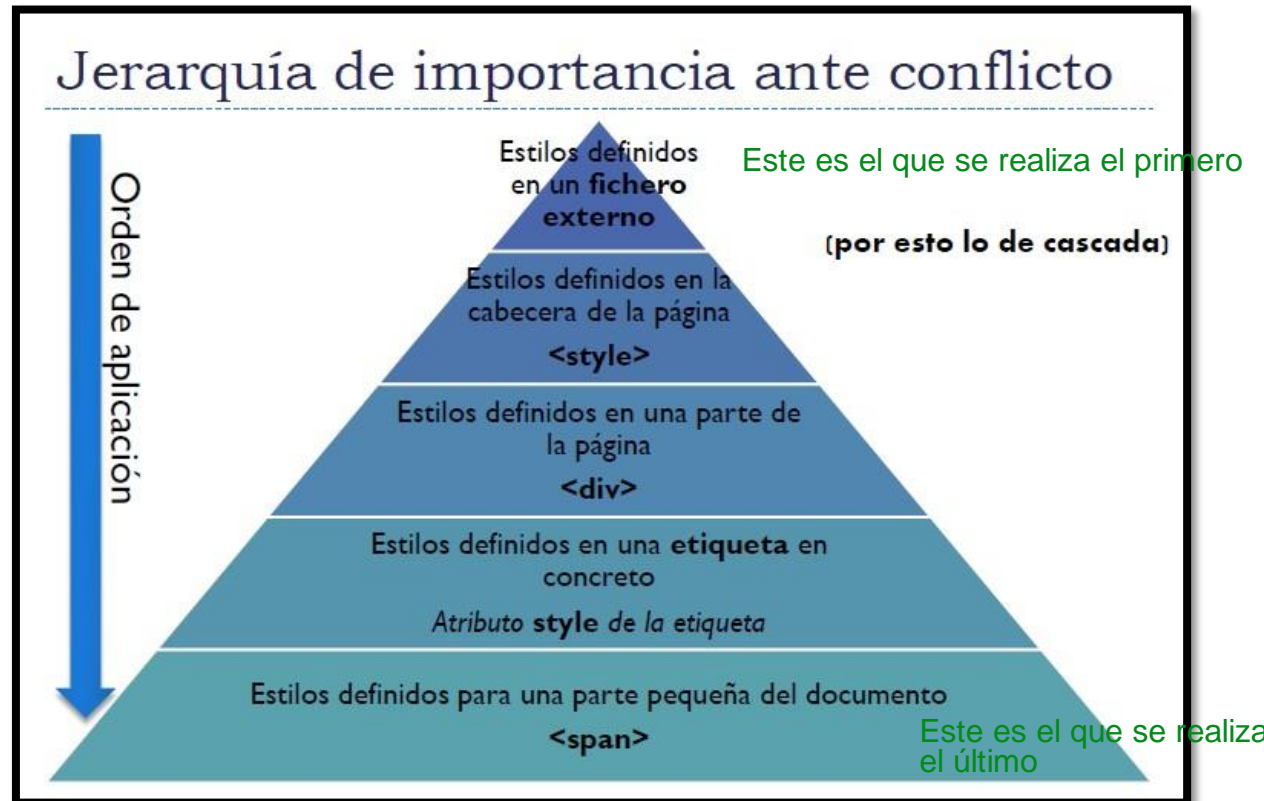 Jerarquía de importancia ante conflicto
Orden de aplicación
Estilos definidos
en un fichero
externo
Este es el que se realiza el primero
(por esto lo de cascada)
Estilos definidos en la
cabecera de la página
<style>
Estilos definidos en una parte de
la página
<div>
Estilos definidos en una etiqueta en
concreto
Atributo style de la etiqueta
Estilos definidos para una parte pequeña del documento
<span>
Este es el que se realiza
el último